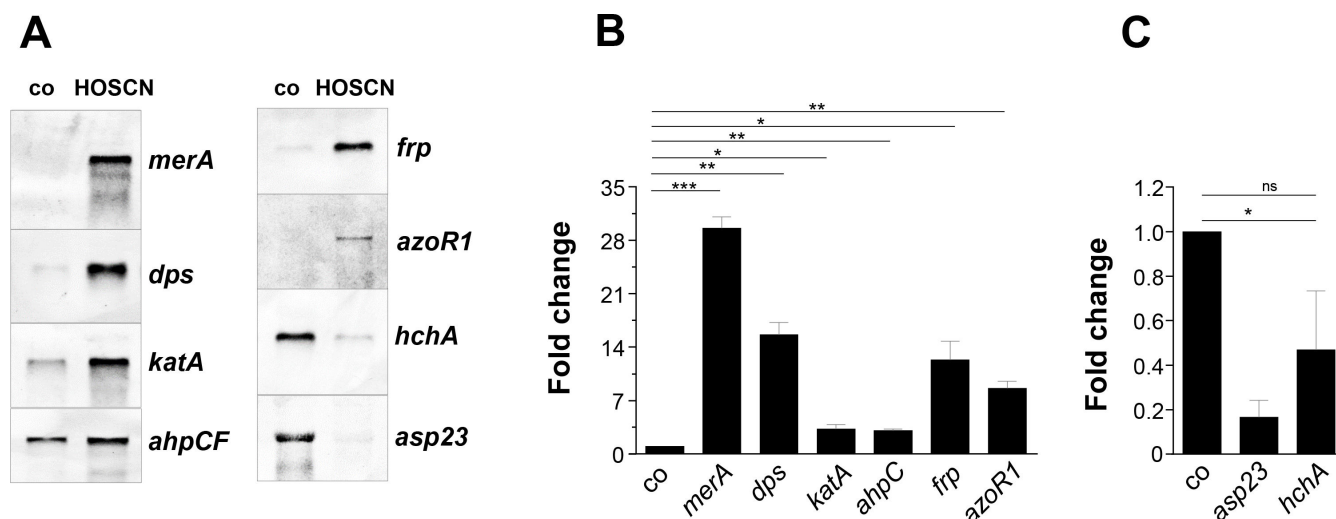 A
co HOSCN
merA
dps
katA
ahpCF
co HOSCN
frp
azoR1
hchA
asp23
B
**
*
**
*
**
***
Fold change
35
28
21
14
7
0
co merA dps katA ahpC frp azoR1
C
ns
*
Fold change
1.2
1.0
0.8
0.6
0.4
0.2
0
co asp23 hchA